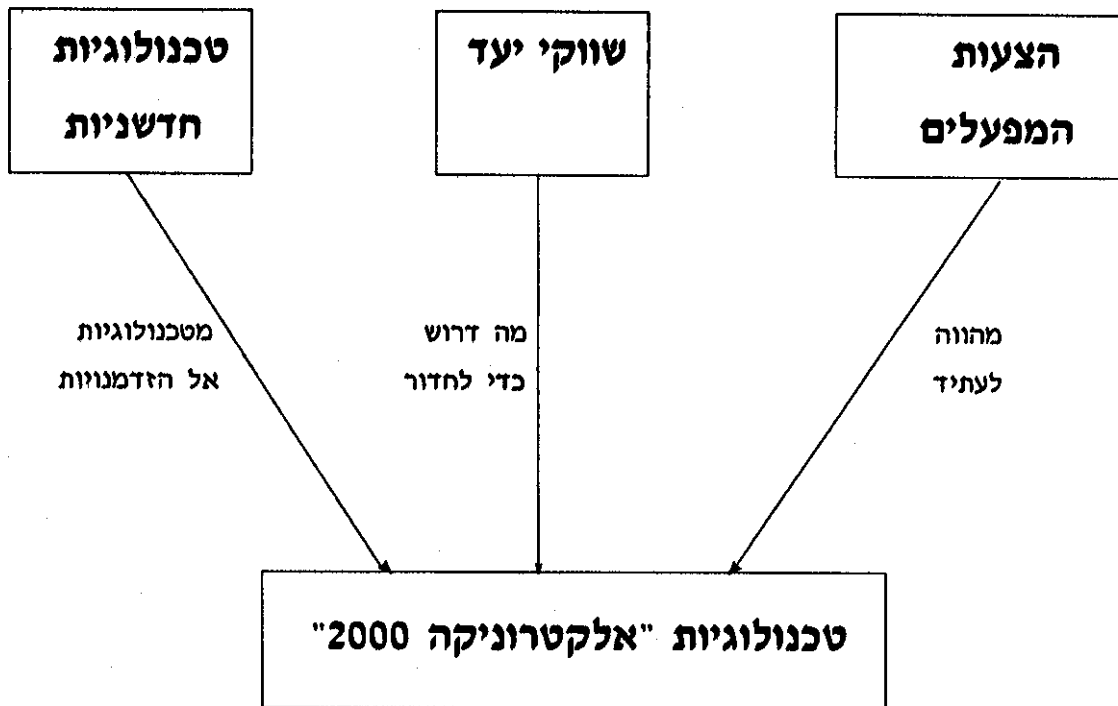 הצעות
המפעלים
שווקי יעד
טכנולוגיות
חדשניות
מהווה
לעתיד
מה דרוש
כדי לחדור
מטכנולוגיות
אל הזדמנויות
טכנולוגיות "אלקטרוניקה 2000"